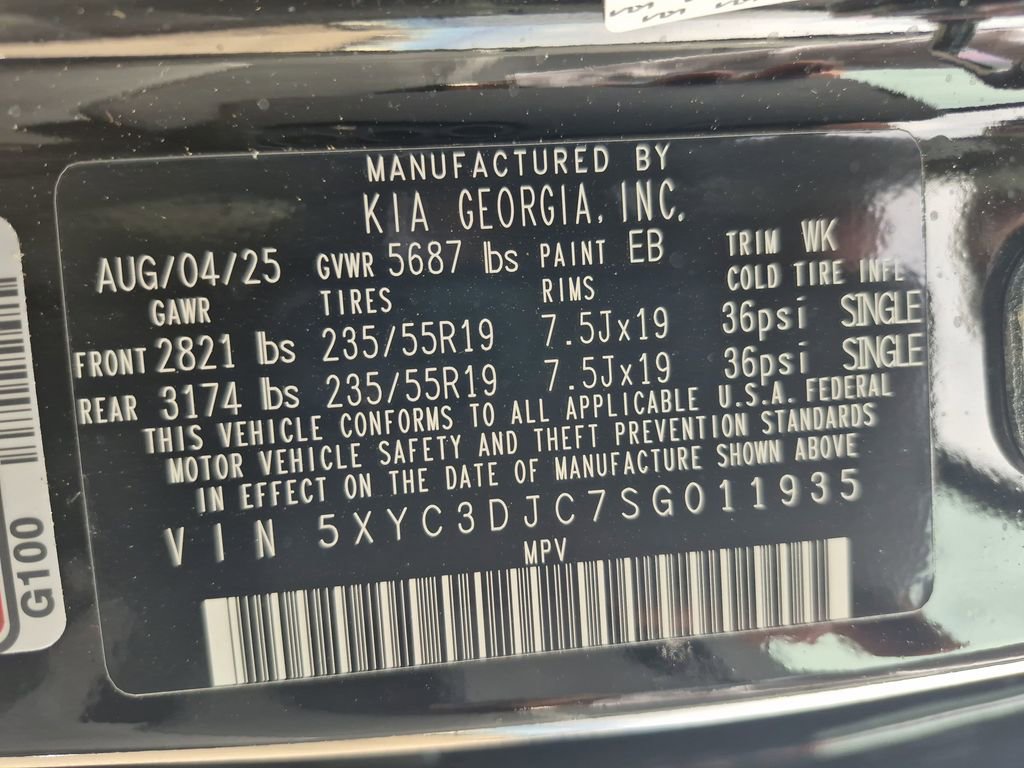 MANUFACTURED BY
KIA GEORGIA, INC.
AUG/04/25 GVWR 5687 lbs PAINT EB TRIM WK
GAWR TIRES RIMS COLD TIRE INFL
FRONT 2821 lbs 235/55R19 7.5Jx19 36psi SINGLE
REAR 3174 lbs 235/55R19 7.5Jx19 36psi SINGLE
THIS VEHICLE CONFORMS TO ALL APPLICABLE U.S.A. FEDERAL
MOTOR VEHICLE SAFETY AND THEFT PREVENTION STANDARDS
IN EFFECT ON THE DATE OF MANUFACTURE SHOWN ABOVE
VIN 5XYC3DJC7SG011935
MPV
G100